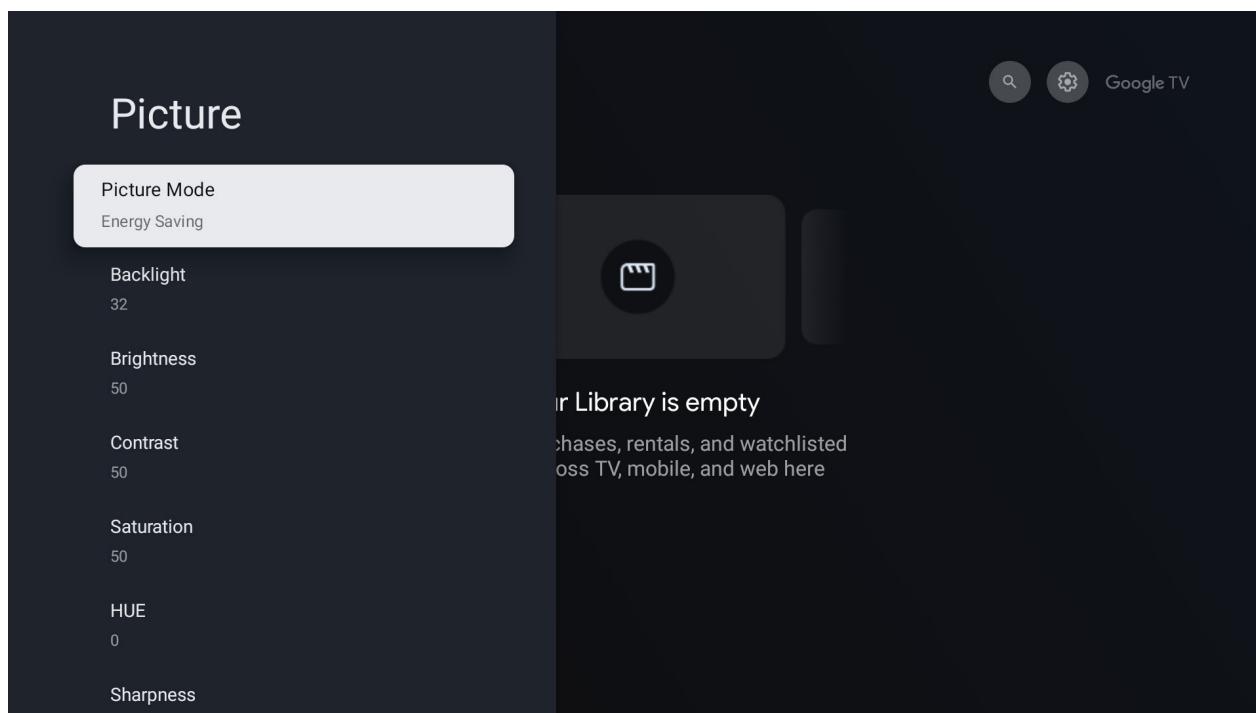 Picture
Picture Mode
Energy Saving
Backlight
32
Brightness
50
Contrast
50
Saturation
50
HUE
0
Sharpness
Google TV
r Library is empty
chases, rentals, and watchlisted
oss TV, mobile, and web here